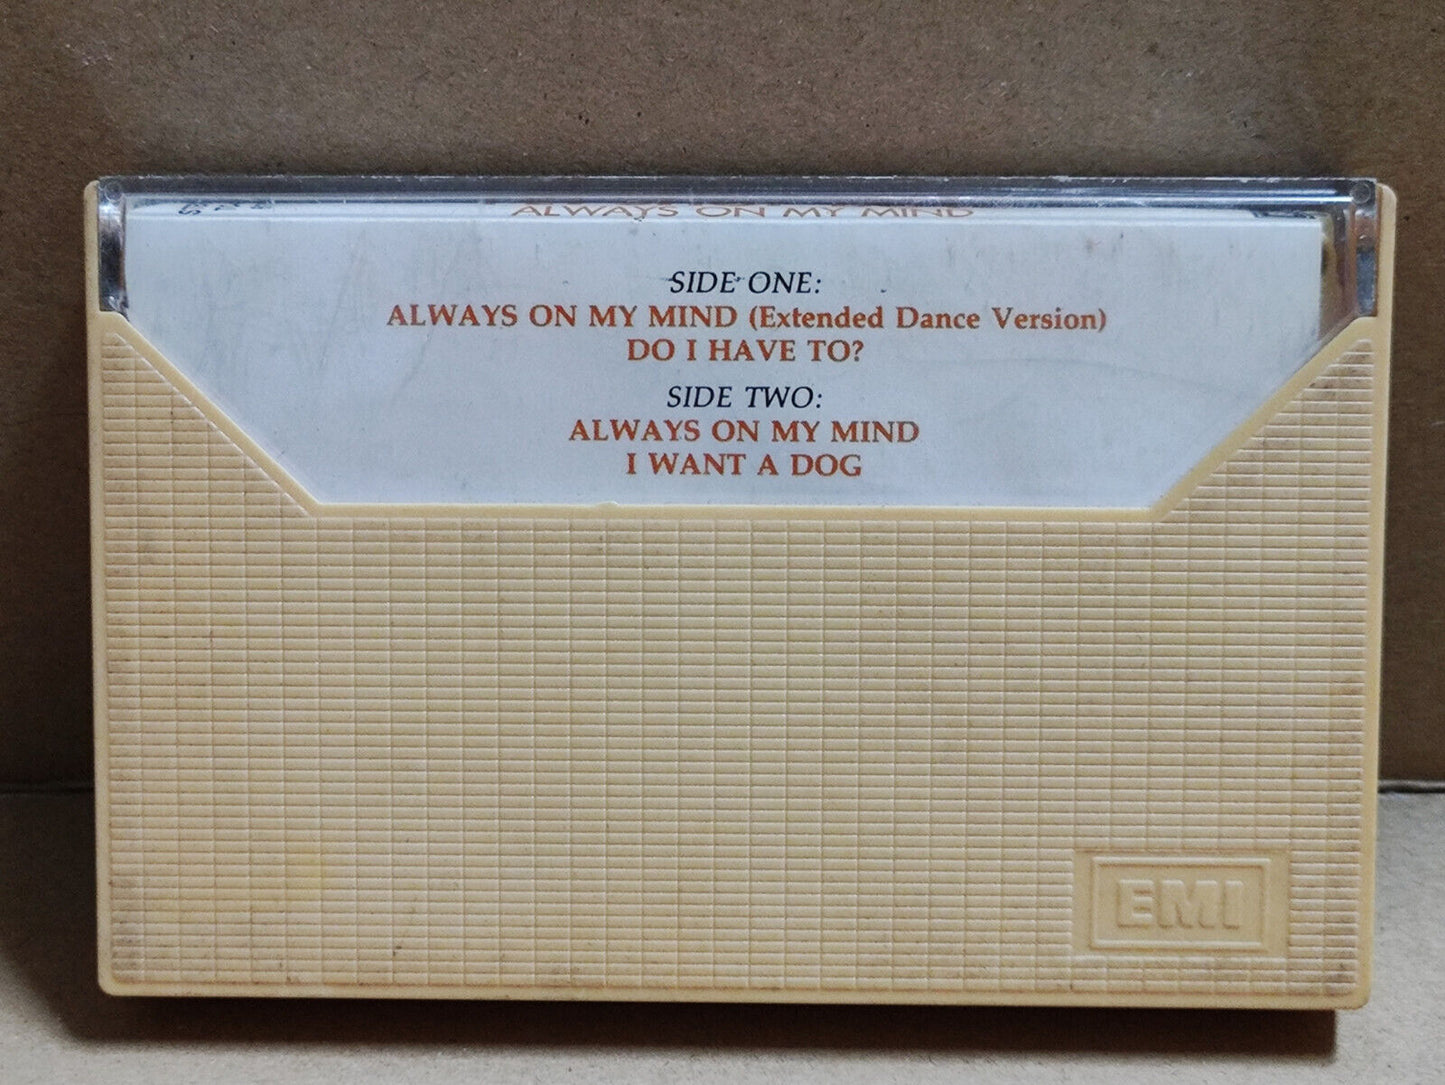 ALWAYS ON MY MIND
SIDE ONE:
ALWAYS ON MY MIND (Extended Dance Version)
DO I HAVE TO?
SIDE TWO:
ALWAYS ON MY MIND
I WANT A DOG
EMI